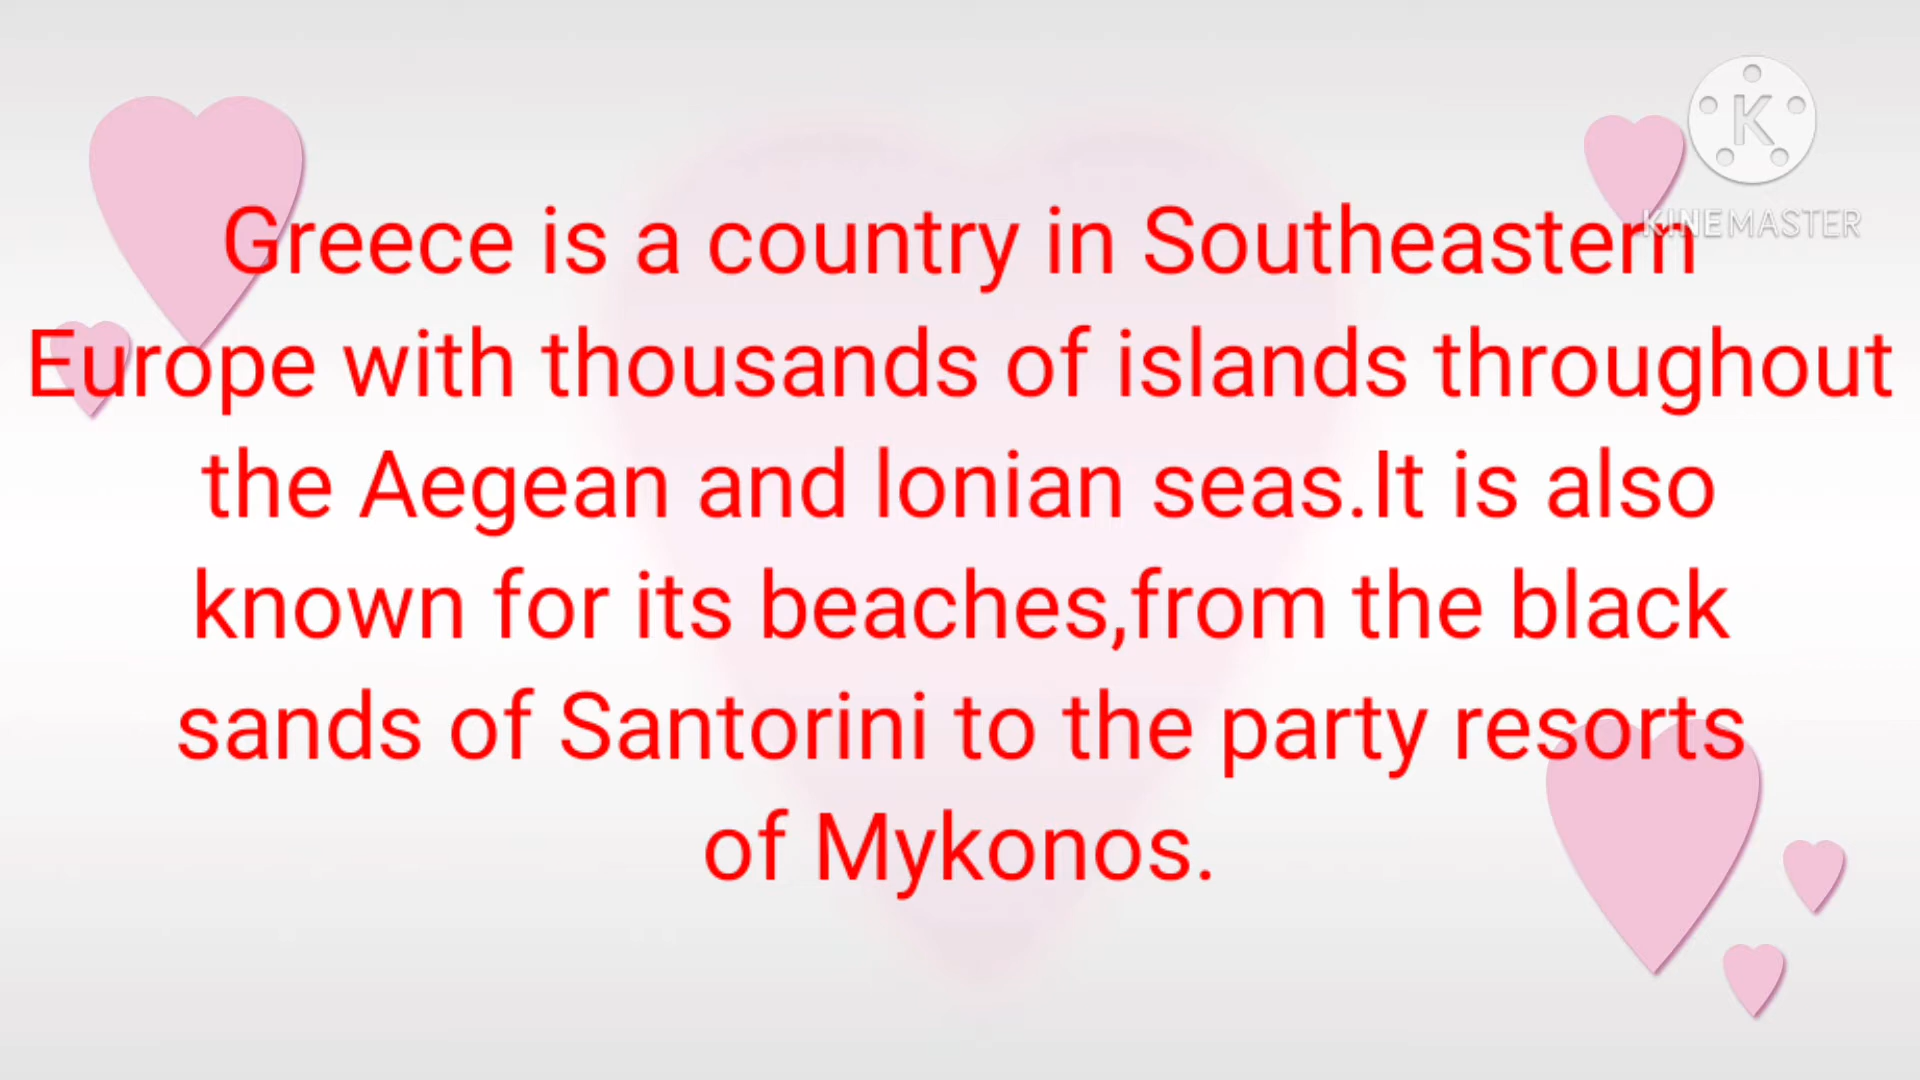 KINEMASTER
Greece is a country in Southeastern
Europe with thousands of islands throughout
the Aegean and Ionian seas.It is also
known for its beaches,from the black
sands of Santorini to the party resorts
of Mykonos.